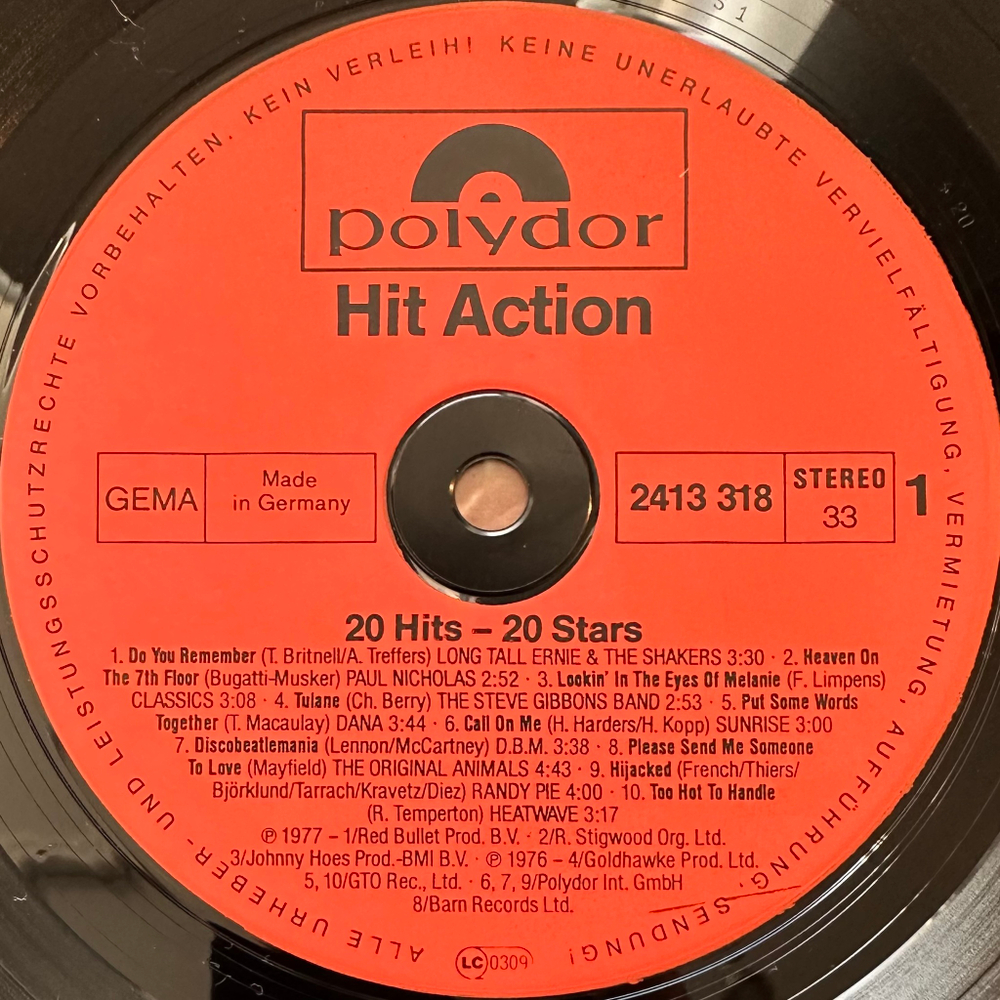 ALLE URHEBER- UND LEISTUNGSSCHUTZRECHTE VORBEHALTEN. KEIN VERLEIH! KEINE UNERLAUBTE VERVIELFÄLTIGUNG, VERMIETUNG, AUFFÜHRUNG, SENDUNG!
polydor
Hit Action
GEMA
Made
in Germany
2413 318
STEREO
33
1
20 Hits – 20 Stars
1. Do You Remember (T. Britnell/A. Treffers) LONG TALL ERNIE & THE SHAKERS 3:30 · 2. Heaven On
The 7th Floor (Bugatti-Musker) PAUL NICHOLAS 2:52 · 3. Lookin' In The Eyes Of Melanie (F. Limpens)
CLASSICS 3:08 · 4. Tulane (Ch. Berry) THE STEVE GIBBONS BAND 2:53 · 5. Put Some Words
Together (T. Macaulay) DANA 3:44 · 6. Call On Me (H. Harders/H. Kopp) SUNRISE 3:00
7. Discobeatlemania (Lennon/McCartney) D.B.M. 3:38 · 8. Please Send Me Someone
To Love (Mayfield) THE ORIGINAL ANIMALS 4:43 · 9. Hijacked (French/Thiers/
Björklund/Tarrach/Kravetz/Diez) RANDY PIE 4:00 · 10. Too Hot To Handle
(R. Temperton) HEATWAVE 3:17
℗ 1977 – 1/Red Bullet Prod. B.V. · 2/R. Stigwood Org. Ltd.
3/Johnny Hoes Prod.-BMI B.V. · ℗ 1976 – 4/Goldhawke Prod. Ltd.
5, 10/GTO Rec., Ltd. · 6, 7, 9/Polydor Int. GmbH
8/Barn Records Ltd.
LC 0309